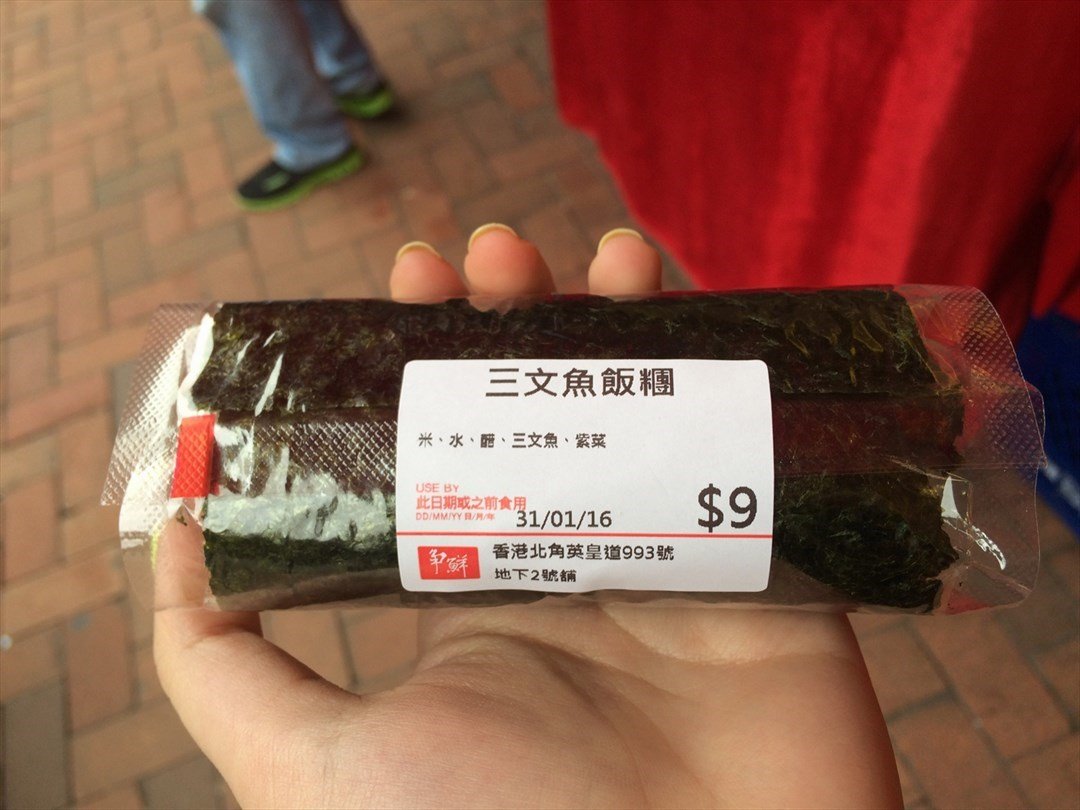 三文魚飯糰
米、水、醋、三文魚、紫菜
USE BY
此日期或之前食用
DD/MM/YY 日/月/年 31/01/16
$9
爭鮮
香港北角英皇道993號
地下2號舖